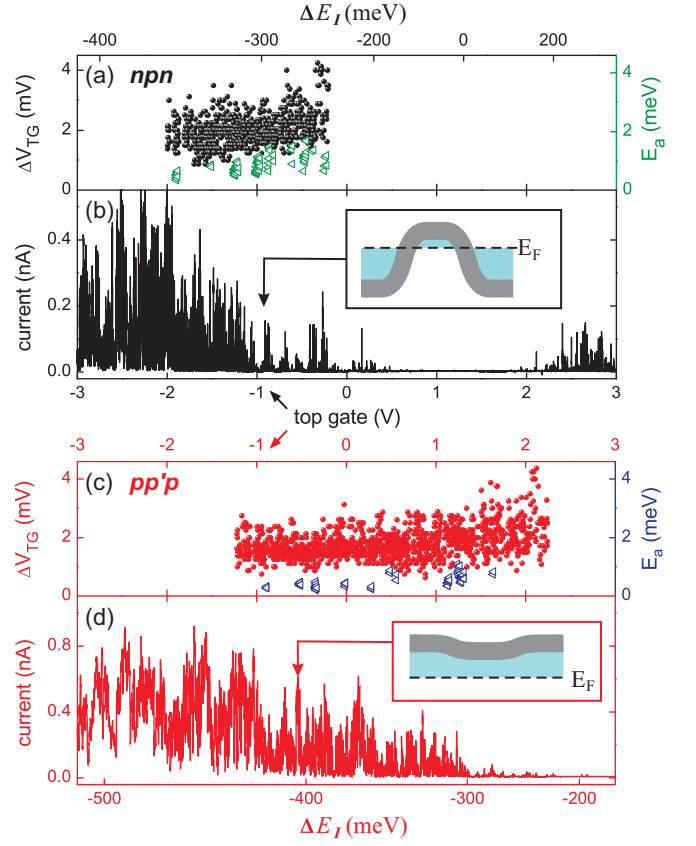 ΔE_I (meV)
-400 -300 -200 -100 0 100 200
(a) npn
4
2
0
ΔV_TG (mV)
4
2
0
E_a (meV)
(b)
0.4
0.2
0.0
current (nA)
E_F
-3 -2 -1 0 1 2 3
top gate (V)
-3 -2 -1 0 1 2 3
(c) pp'p
4
2
0
ΔV_TG (mV)
4
2
0
E_a (meV)
(d)
0.8
0.4
0.0
current (nA)
E_F
-500 -400 -300 -200
ΔE_I (meV)